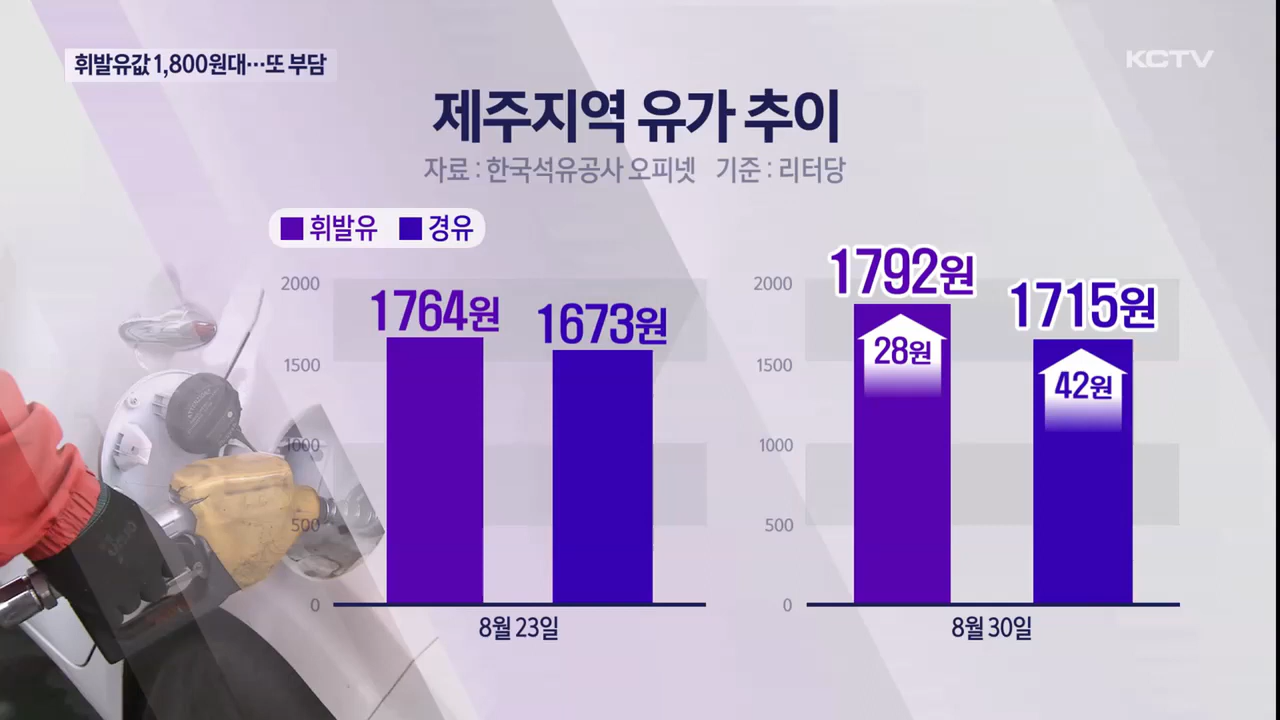 휘발유값 1,800원대…또 부담
KCTV
제주지역 유가 추이
자료 : 한국석유공사 오피넷 기준 : 리터당
휘발유 경유
2000
1500
1000
500
0
1764원
1673원
8월 23일
2000
1500
1000
500
0
1792원
28원
1715원
42원
8월 30일